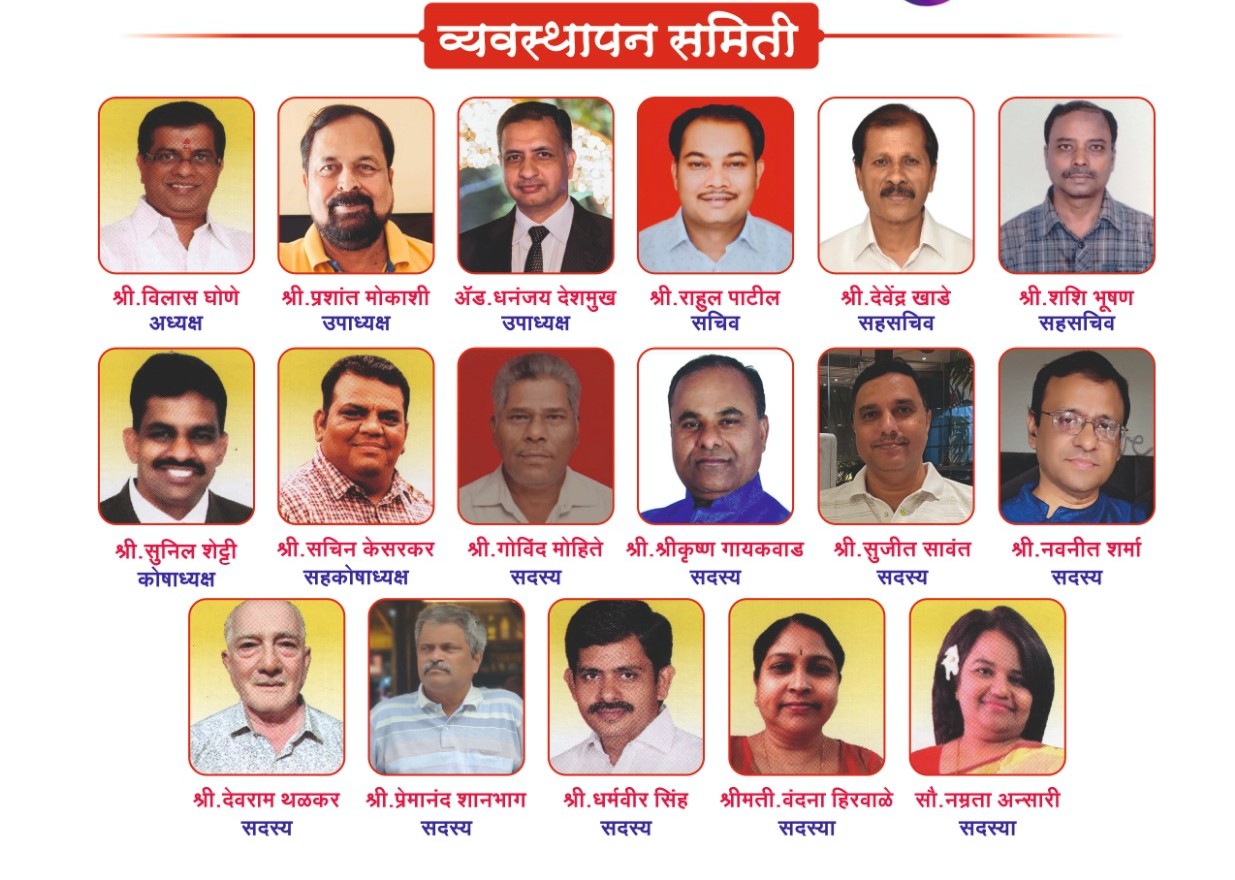 व्यवस्थापन समिती
श्री.विलास घोणे श्री.प्रशांत मोकाशी ॲड.धनंजय देशमुख श्री.राहुल पाटील श्री.देवेंद्र खाडे श्री.शशि भूषण
अध्यक्ष उपाध्यक्ष उपाध्यक्ष सचिव सहसचिव सहसचिव
श्री.सुनिल शेट्टी श्री.सचिन केसरकर श्री.गोविंद मोहिते श्री.श्रीकृष्ण गायकवाड श्री.सुजीत सावंत श्री.नवनीत शर्मा
कोषाध्यक्ष सहकोषाध्यक्ष सदस्य सदस्य सदस्य सदस्य
श्री.देवराम थळकर श्री.प्रेमानंद शानभाग श्री.धर्मवीर सिंह श्रीमती.वंदना हिरवाळे सौ.नम्रता अन्सारी
सदस्य सदस्य सदस्य सदस्या सदस्या